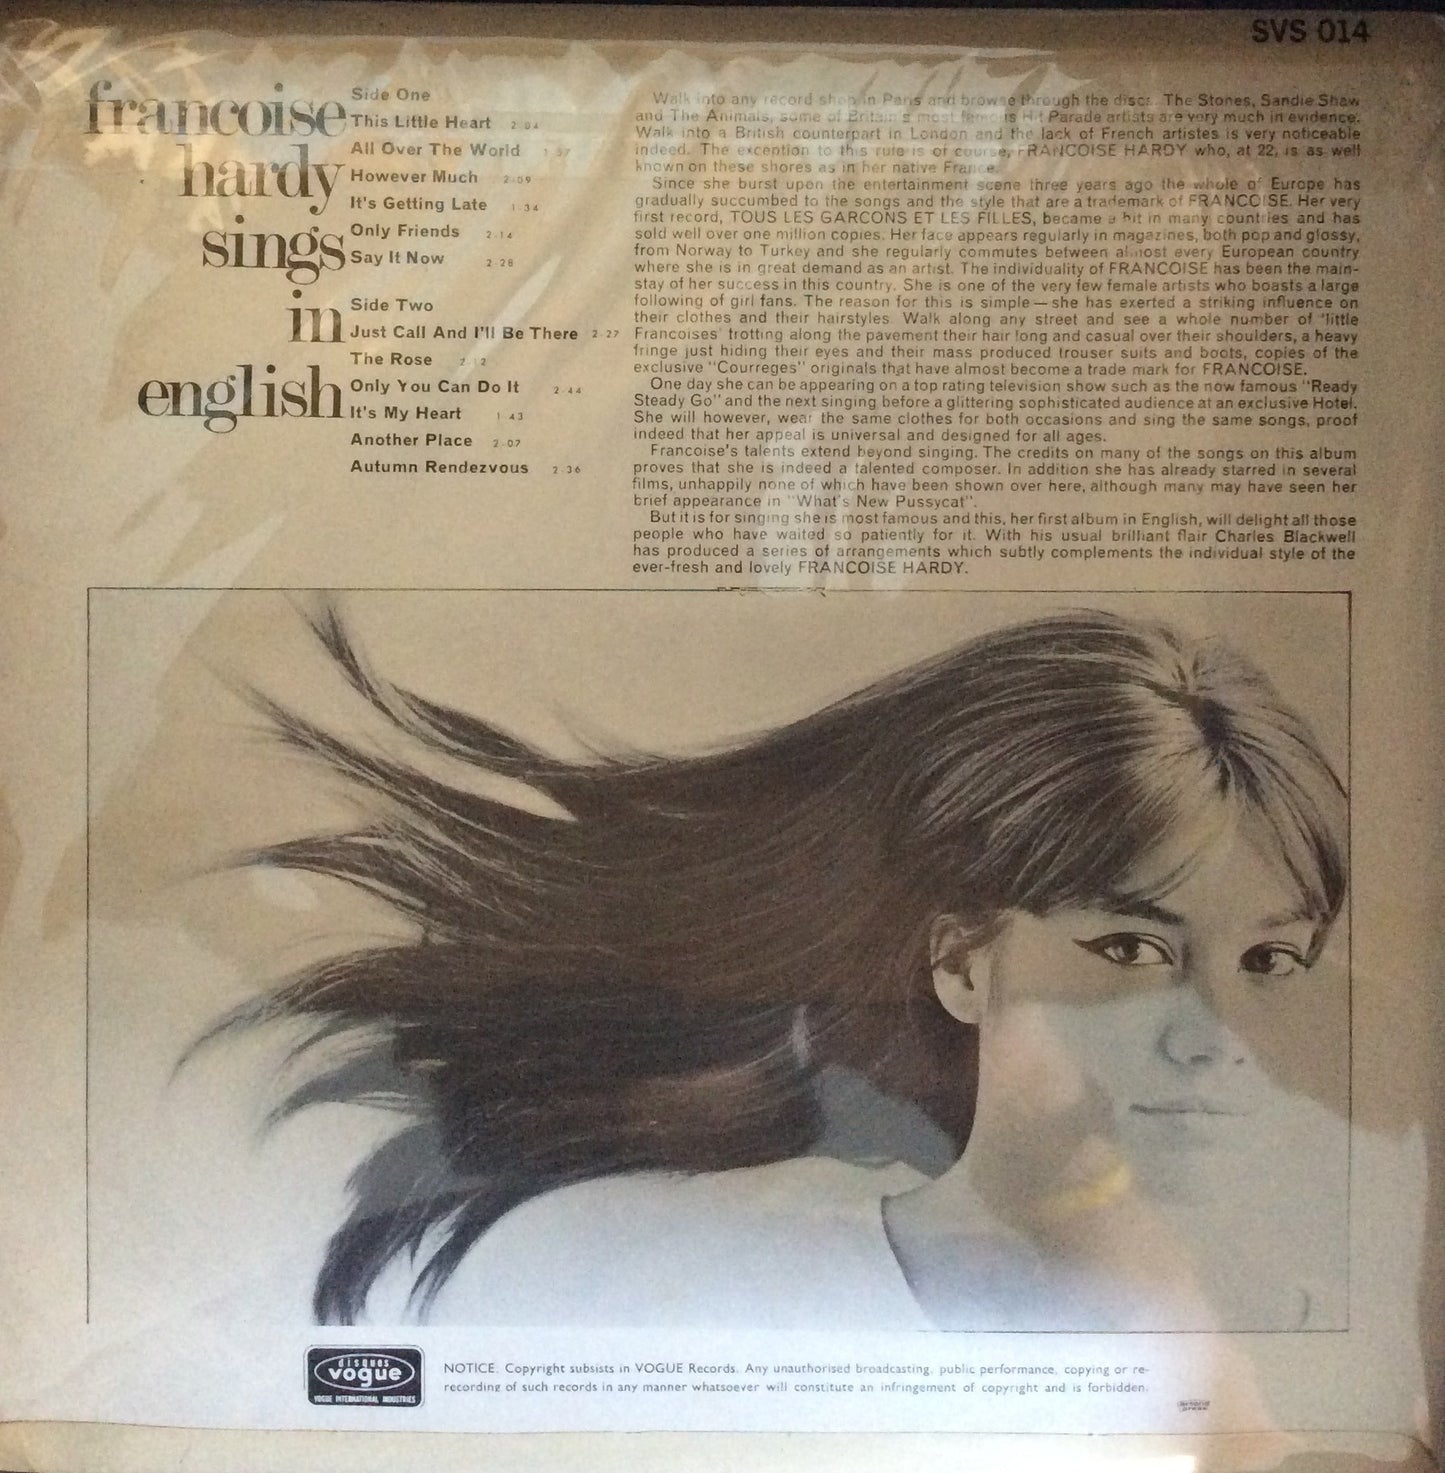 SVS 014
francoise
hardy
sings
in
english
Side One
This Little Heart 2·04
All Over The World 1·57
However Much 2·59
It's Getting Late 1·34
Only Friends 2·14
Say It Now 2·28
Side Two
Just Call And I'll Be There 2·27
The Rose 2·12
Only You Can Do It 2·44
It's My Heart 1·43
Another Place 2·07
Autumn Rendezvous 2·36
Walk into any record shop in Paris and browse through the discs. The Stones, Sandie Shaw
and The Animals, some of Britain's most famous Hit Parade artists are very much in evidence.
Walk into a British counterpart in London and the lack of French artistes is very noticeable
indeed. The exception to this rule is of course, FRANCOISE HARDY who, at 22, is as well
known on these shores as in her native France.
Since she burst upon the entertainment scene three years ago the whole of Europe has
gradually succumbed to the songs and the style that are a trademark of FRANCOISE. Her very
first record, TOUS LES GARCONS ET LES FILLES, became a hit in many countries and has
sold well over one million copies. Her face appears regularly in magazines, both pop and glossy,
from Norway to Turkey and she regularly commutes between almost every European country
where she is in great demand as an artist. The individuality of FRANCOISE has been the main-
stay of her success in this country. She is one of the very few female artists who boasts a large
following of girl fans. The reason for this is simple — she has exerted a striking influence on
their clothes and their hairstyles. Walk along any street and see a whole number of 'little
Francoises' trotting along the pavement their hair long and casual over their shoulders, a heavy
fringe just hiding their eyes and their mass produced trouser suits and boots, copies of the
exclusive "Courreges" originals that have almost become a trade mark for FRANCOISE.
One day she can be appearing on a top rating television show such as the now famous "Ready
Steady Go" and the next singing before a glittering sophisticated audience at an exclusive Hotel.
She will however, wear the same clothes for both occasions and sing the same songs, proof
indeed that her appeal is universal and designed for all ages.
Francoise's talents extend beyond singing. The credits on many of the songs on this album
proves that she is indeed a talented composer. In addition she has already starred in several
films, unhappily none of which have been shown over here, although many may have seen her
brief appearance in "What's New Pussycat".
But it is for singing she is most famous and this, her first album in English, will delight all those
people who have waited so patiently for it. With his usual brilliant flair Charles Blackwell
has produced a series of arrangements which subtly complements the individual style of the
ever-fresh and lovely FRANCOISE HARDY.
disques
vogue
VOGUE INTERNATIONAL INDUSTRIES
NOTICE. Copyright subsists in VOGUE Records. Any unauthorised broadcasting, public performance, copying or re-
recording of such records in any manner whatsoever will constitute an infringement of copyright and is forbidden.